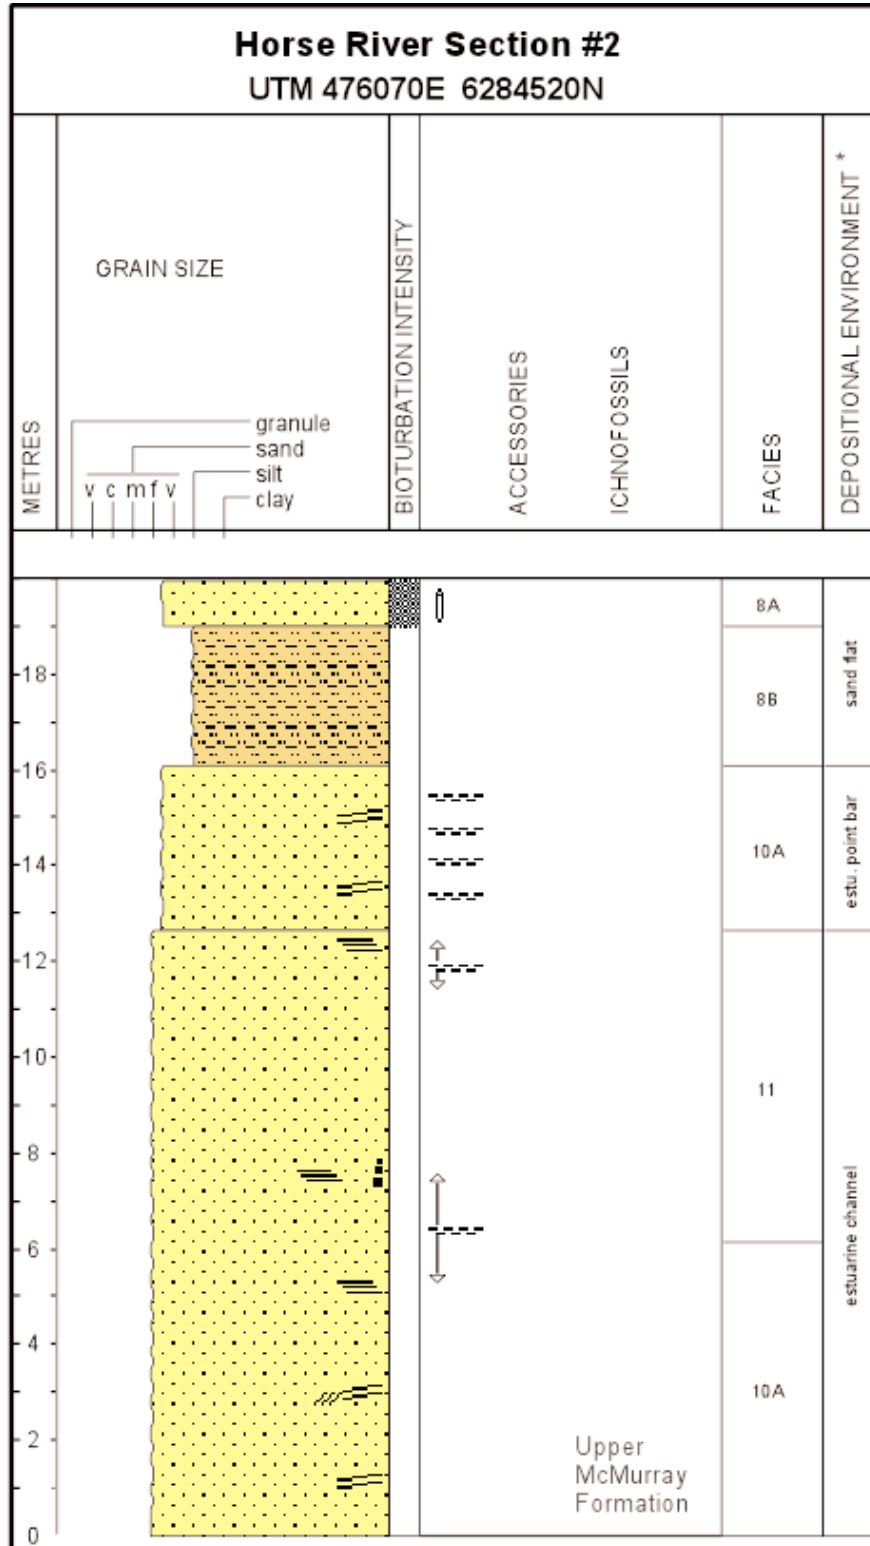 Horse River Section #2
UTM 476070E 6284520N
METRES
GRAIN SIZE
granule
sand
silt
clay
v c m f v
BIOTURBATION INTENSITY
ACCESSORIES
ICHNOFOSSILS
FACIES
DEPOSITIONAL ENVIRONMENT *
18
16
14
12
10
8
6
4
2
0
8A
8B
10A
11
10A
sand flat
estu. point bar
estuarine channel
Upper
McMurray
Formation